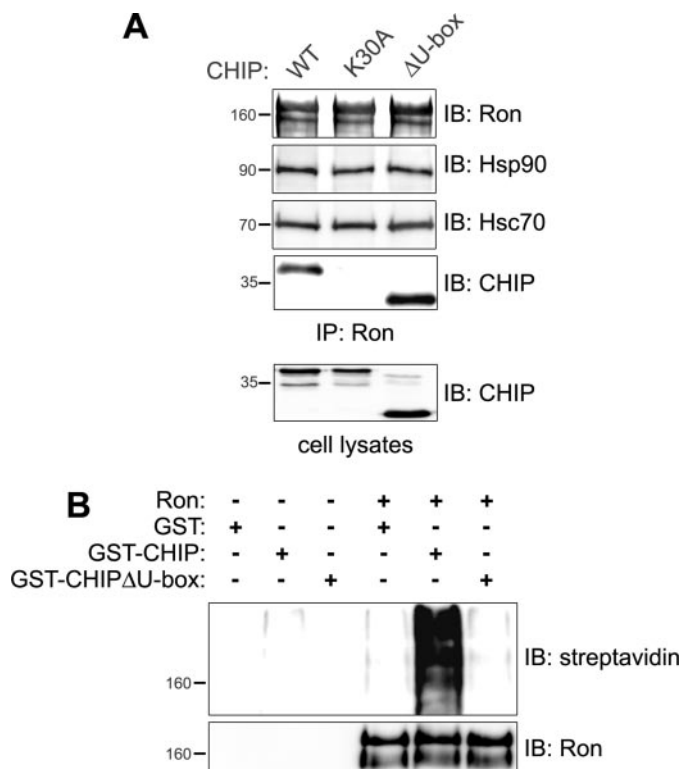 A
CHIP: WT K30A ΔU-box
160 IB: Ron
90 IB: Hsp90
70 IB: Hsc70
35 IB: CHIP
IP: Ron
35 IB: CHIP
cell lysates
B
Ron: - - - + + +
GST: + - - + - -
GST-CHIP: - + - - + -
GST-CHIPΔU-box: - - + - - +
IB: streptavidin
160
160 IB: Ron